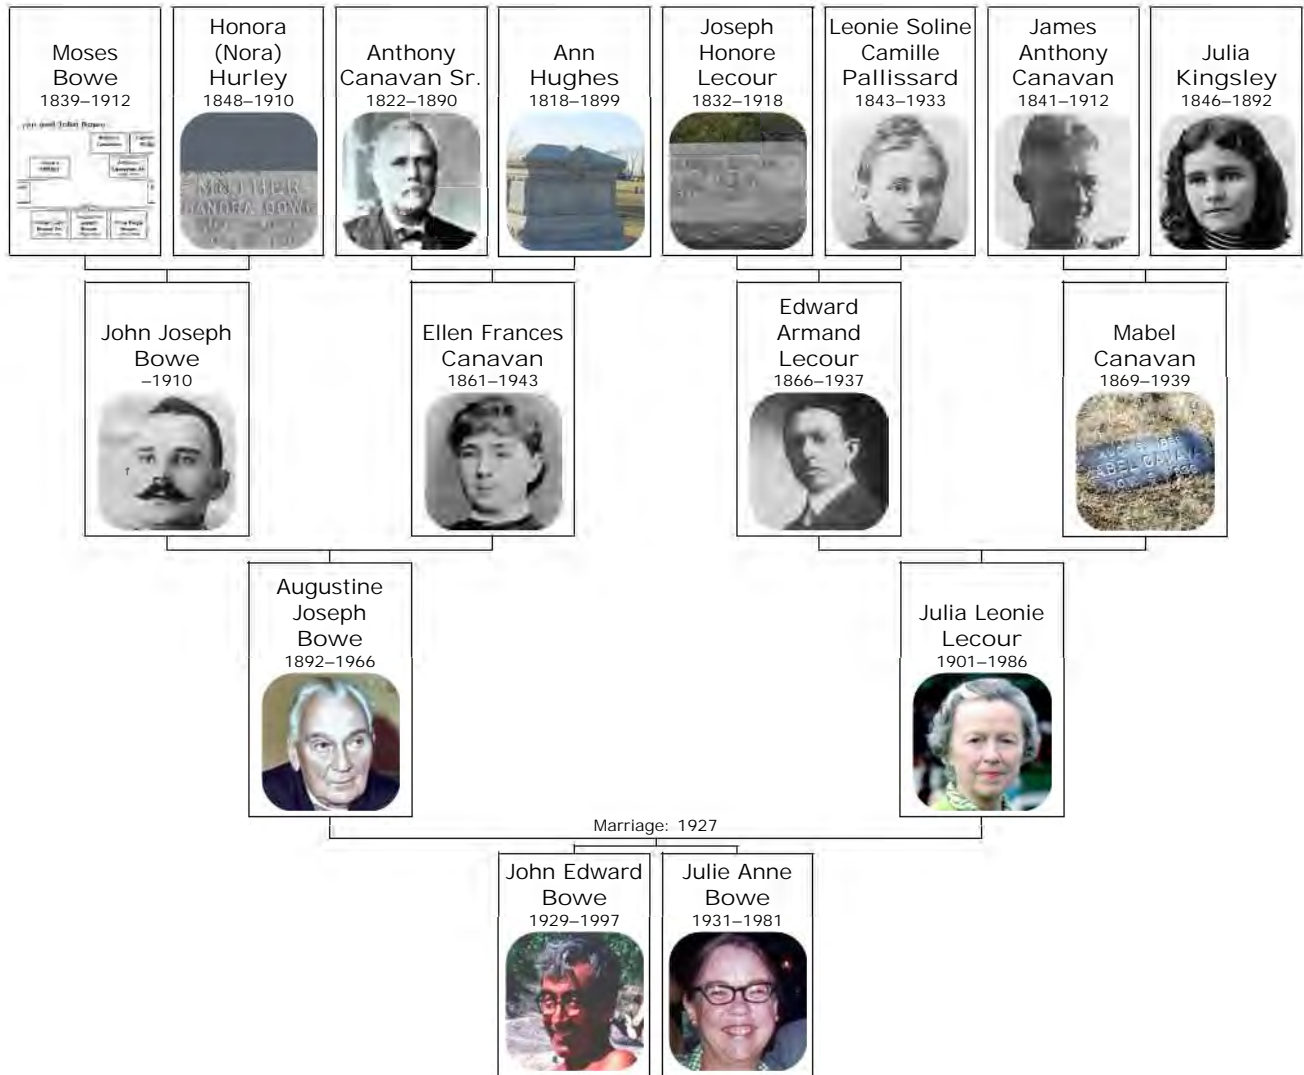 Moses
Bowe
1839–1912
Honora
(Nora)
Hurley
1848–1910
MOTHER
Anthony
Canavan Sr.
1822–1890
Ann
Hughes
1818–1899
Joseph
Honore
Lecour
1832–1918
Leonie Soline
Camille
Pallissard
1843–1933
James
Anthony
Canavan
1841–1912
Julia
Kingsley
1846–1892
John Joseph
Bowe
–1910
Ellen Frances
Canavan
1861–1943
Edward
Armand
Lecour
1866–1937
Mabel
Canavan
1869–1939
Augustine
Joseph
Bowe
1892–1966
Julia Leonie
Lecour
1901–1986
Marriage: 1927
John Edward
Bowe
1929–1997
Julie Anne
Bowe
1931–1981